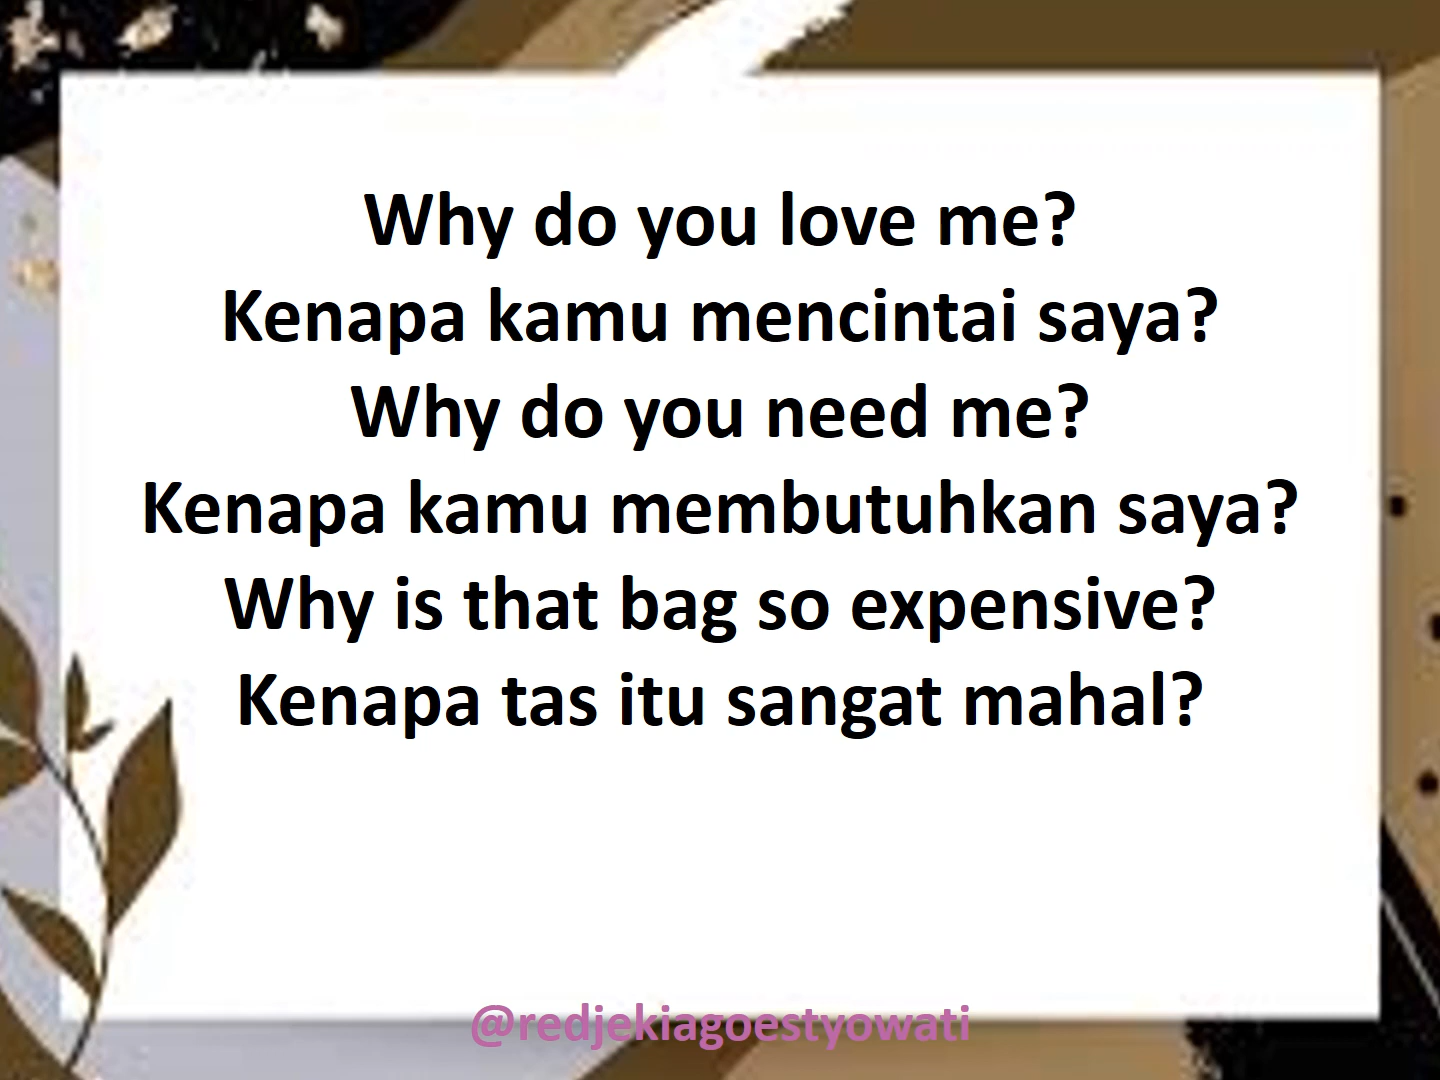 Why do you love me?
Kenapa kamu mencintai saya?
Why do you need me?
Kenapa kamu membutuhkan saya?
Why is that bag so expensive?
Kenapa tas itu sangat mahal?
@redjekiagoestyowati